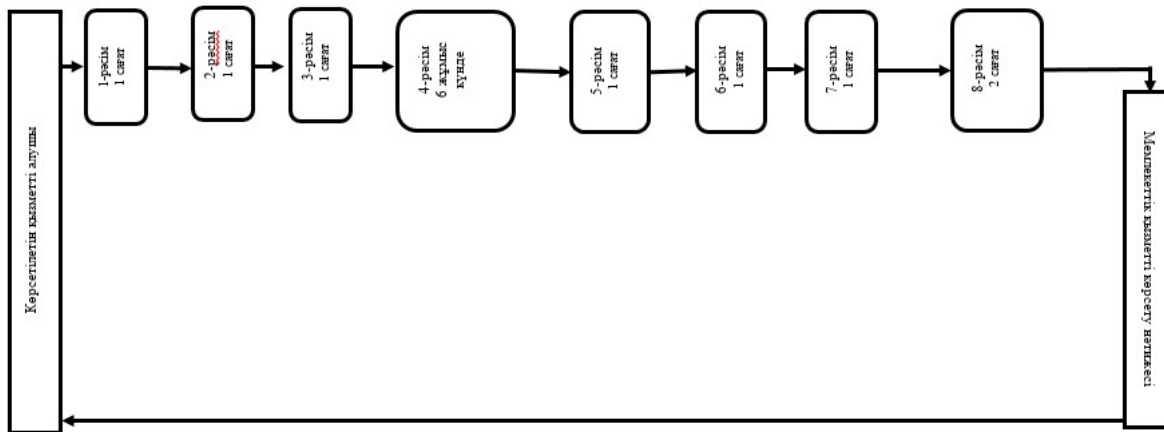 Көрсетілетін қызметті алушы
1-рәсім
1 сағат
2-рәсім
1 сағат
3-рәсім
1 сағат
4-рәсім
6 жұмыс
күнде
5-рәсім
1 сағат
6-рәсім
1 сағат
7-рәсім
1 сағат
8-рәсім
2 сағат
Мемлекеттік қызметті көрсету нәтижесі